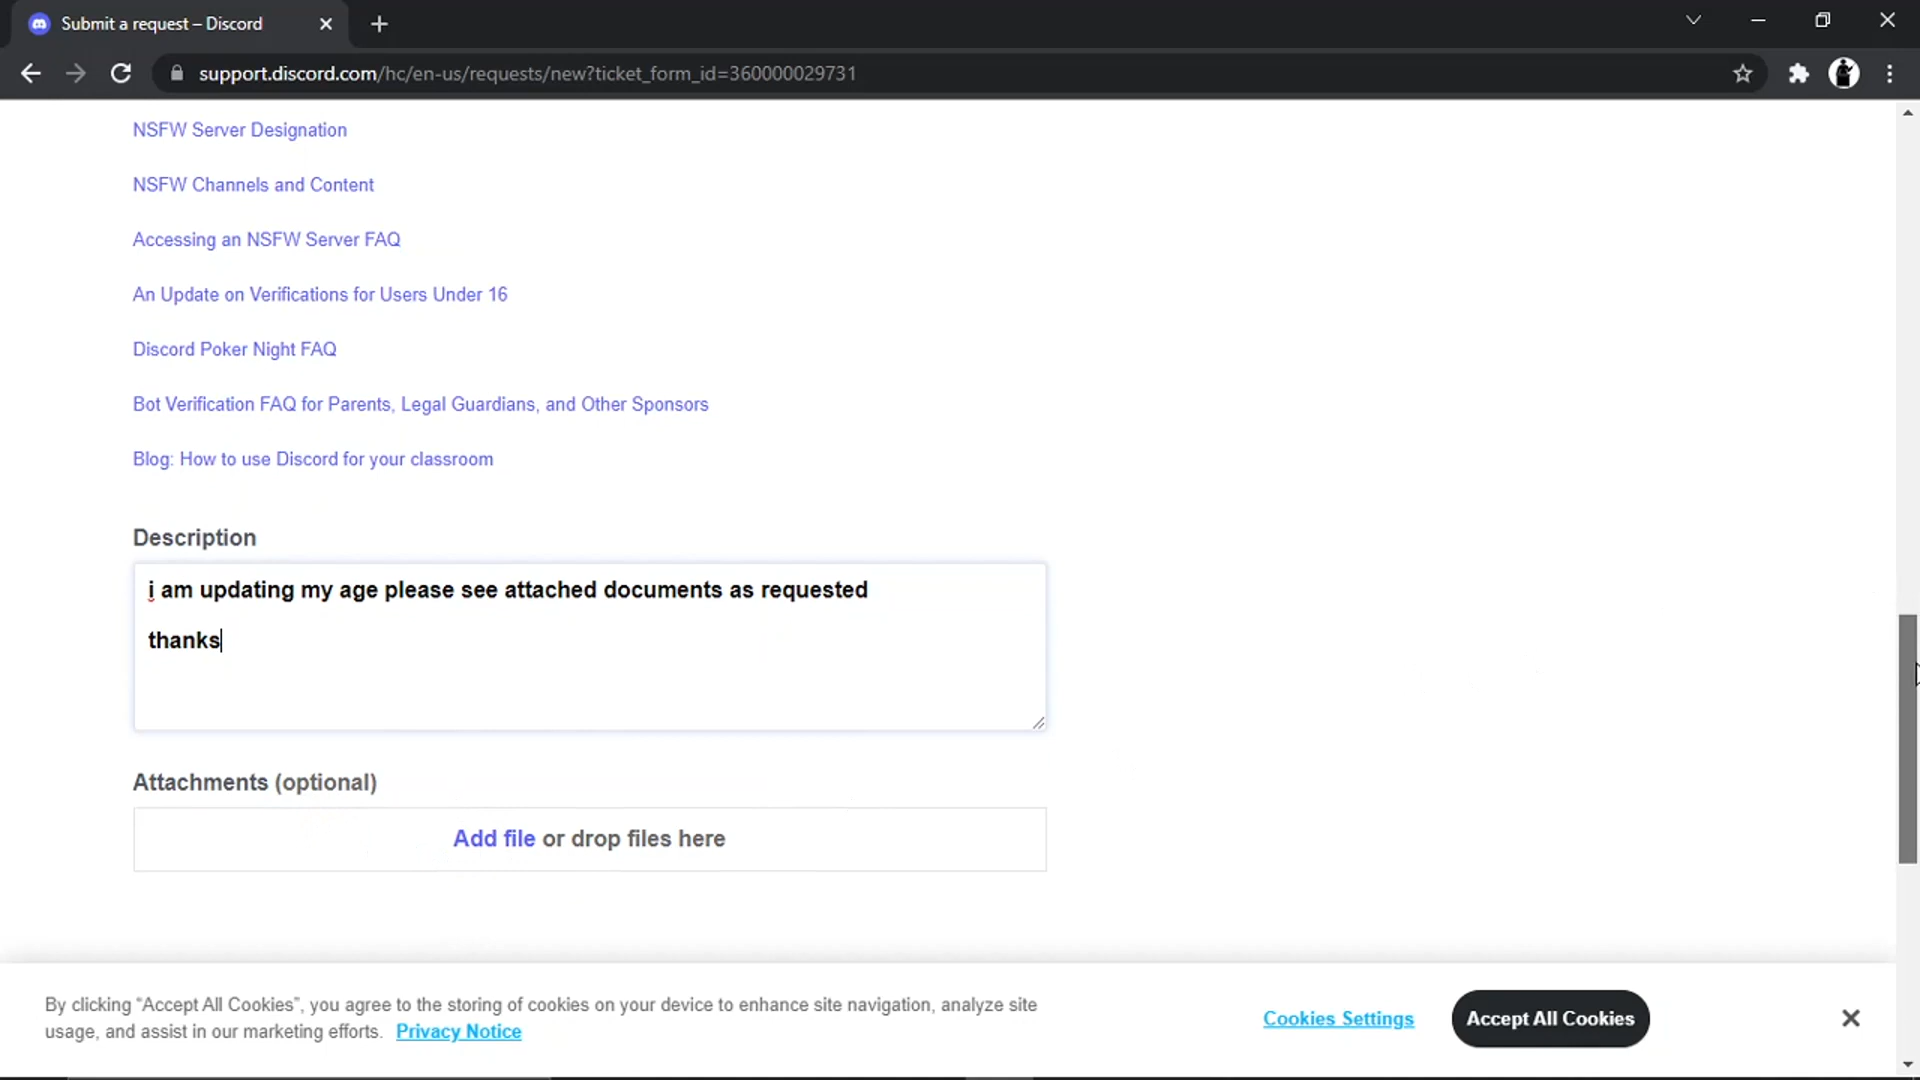 Submit a request – Discord
support.discord.com/hc/en-us/requests/new?ticket_form_id=360000029731
NSFW Server Designation
NSFW Channels and Content
Accessing an NSFW Server FAQ
An Update on Verifications for Users Under 16
Discord Poker Night FAQ
Bot Verification FAQ for Parents, Legal Guardians, and Other Sponsors
Blog: How to use Discord for your classroom
Description
i am updating my age please see attached documents as requested
thanks
Attachments (optional)
Add file or drop files here
By clicking “Accept All Cookies”, you agree to the storing of cookies on your device to enhance site navigation, analyze site
usage, and assist in our marketing efforts. Privacy Notice
Cookies Settings
Accept All Cookies